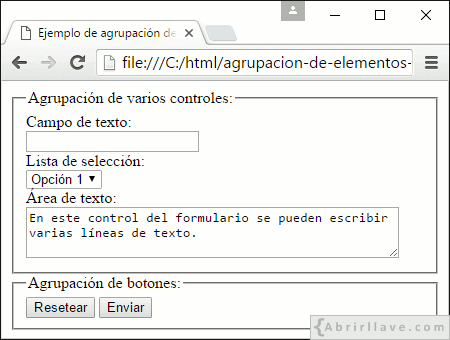 Ejemplo de agrupación de
file:///C:/html/agrupacion-de-elementos-
Agrupación de varios controles:
Campo de texto:
Lista de selección:
Opción 1
Área de texto:
En este control del formulario se pueden escribir
varias líneas de texto.
Agrupación de botones:
Resetear Enviar
{Abrirllave.com